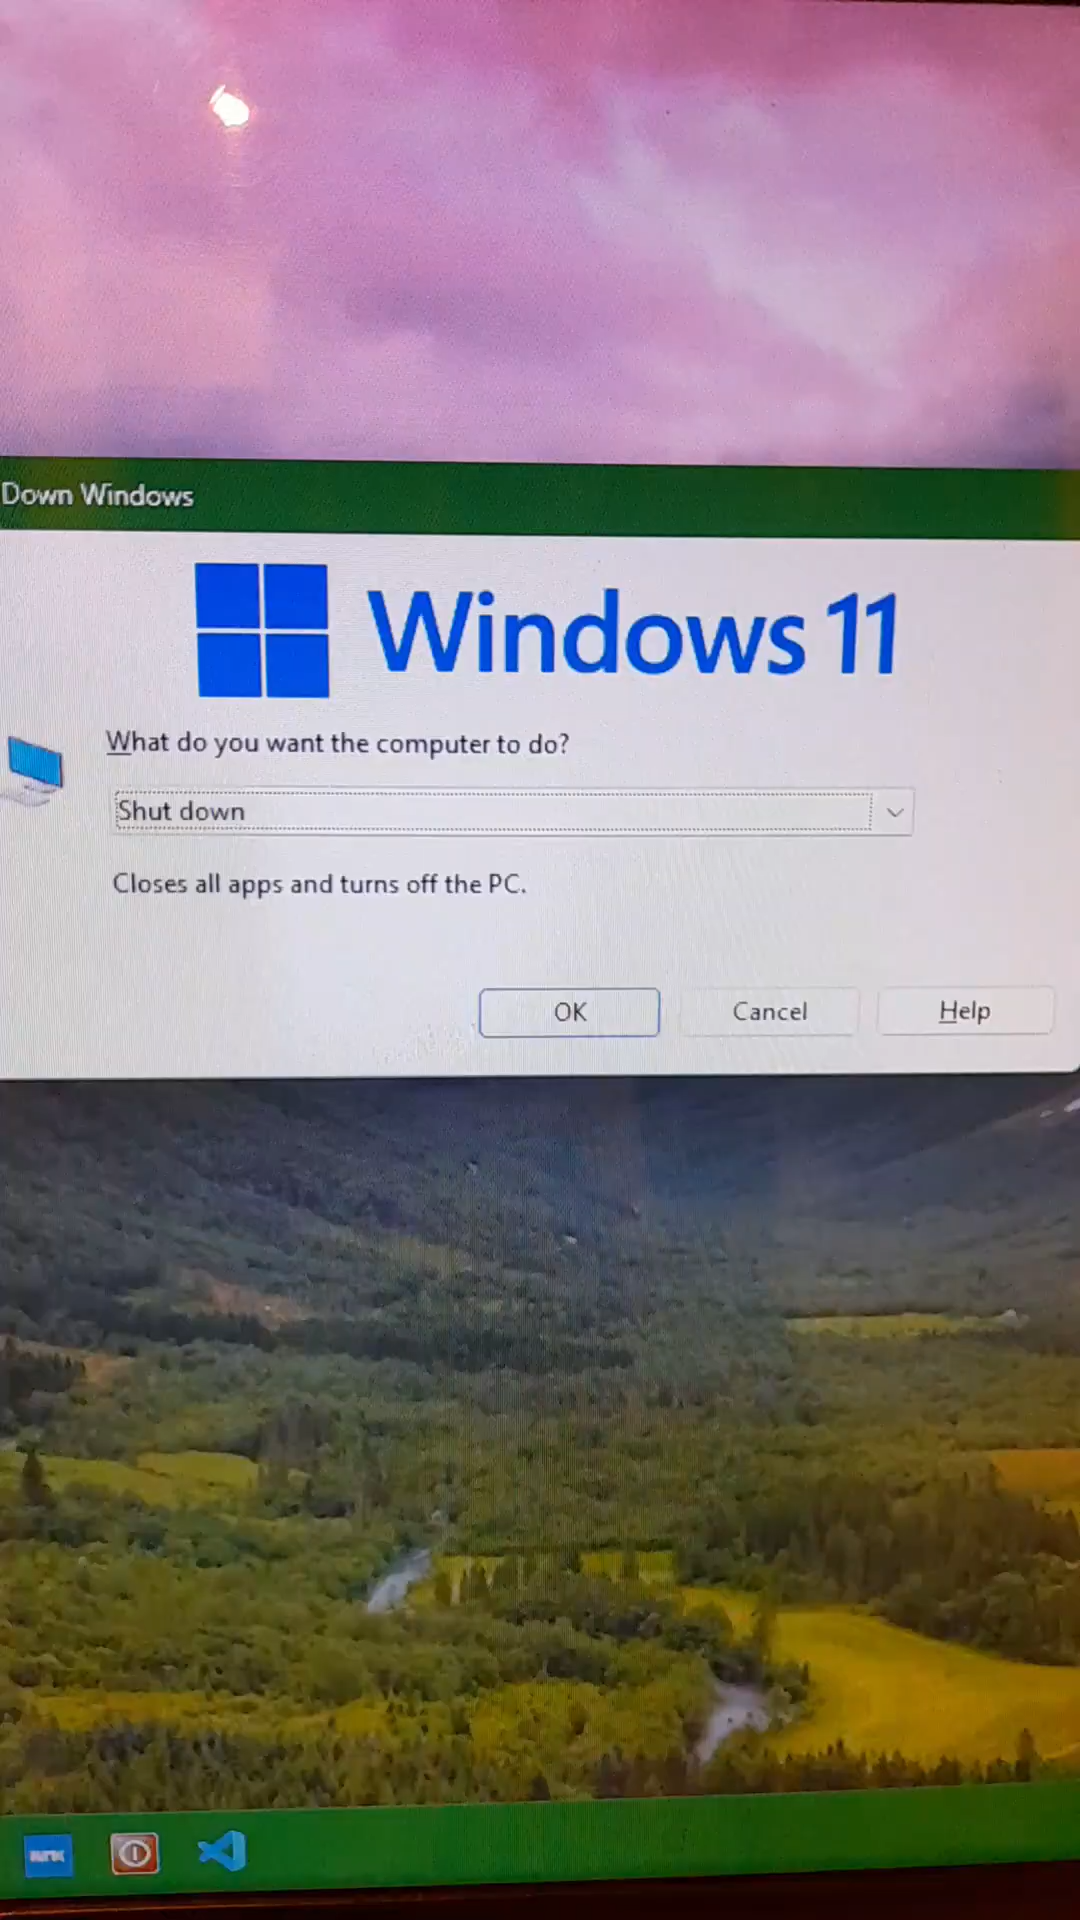 Down Windows
Windows 11
What do you want the computer to do?
Shut down
Closes all apps and turns off the PC.
OK
Cancel
Help
NRK